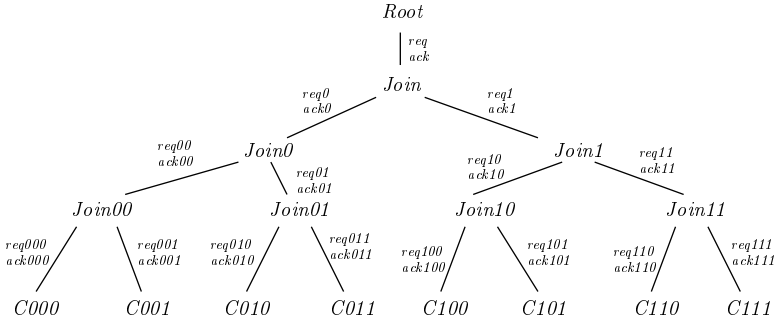 Root
req
ack
Join
req0
ack0
req1
ack1
Join0
Join1
req00
ack00
req01
ack01
req10
ack10
req11
ack11
Join00
Join01
Join10
Join11
req000
ack000
req001
ack001
req010
ack010
req011
ack011
req100
ack100
req101
ack101
req110
ack110
req111
ack111
C000
C001
C010
C011
C100
C101
C110
C111